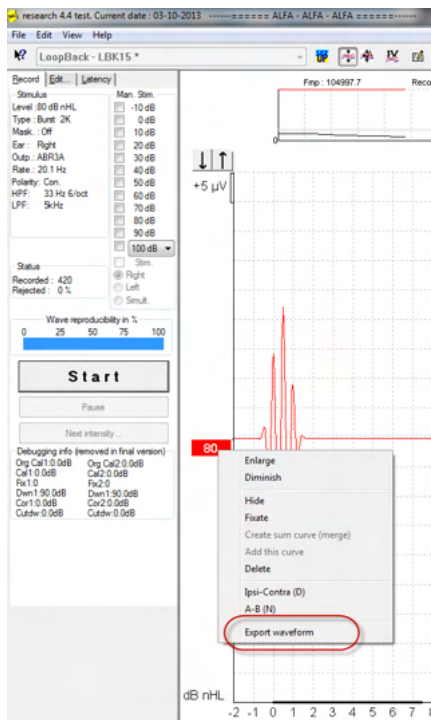 research 4.4 test. Current date : 03-10-2013 ------====== ALFA - ALFA - ALFA ======------
File Edit View Help
LoopBack - LBK15 *
Record Edit... Latency
Fmp : 104997.7 Reco
Stimulus
Level :80 dB nHL
Type : Burst 2K
Mask. : Off
Ear : Right
Outp.: ABR3A
Rate.: 20.1 Hz
Polarity: Con.
HPF: 33 Hz 6/oct
LPF: 5kHz
Man. Stim.
-10 dB
0 dB
10 dB
20 dB
30 dB
40 dB
50 dB
60 dB
70 dB
80 dB
90 dB
100 dB
Stim.
Right
Left
Simult.
Status
Recorded : 420
Rejected : 0 %
Wave reproducibility in %
0 25 50 75 100
Start
Pause
Next intensity...
Debugging info (removed in final version)
Org Cal1:0.0dB Org Cal2:0.0dB
Cal1:0.0dB Cal2:0.0dB
Fix1:0 Fix2:0
Dwn1:90.0dB Dwn1:90.0dB
Cor1:0.0dB Cor2:0.0dB
Cutdw:0.0dB Cutdw:0.0dB
0
+5 µV
80
Enlarge
Diminish
Hide
Fixate
Create sum curve (merge)
Add this curve
Delete
Ipsi-Contra (D)
A-B (N)
Export waveform
dB nHL
-2 -1 0 1 2 3 4 5 6 7